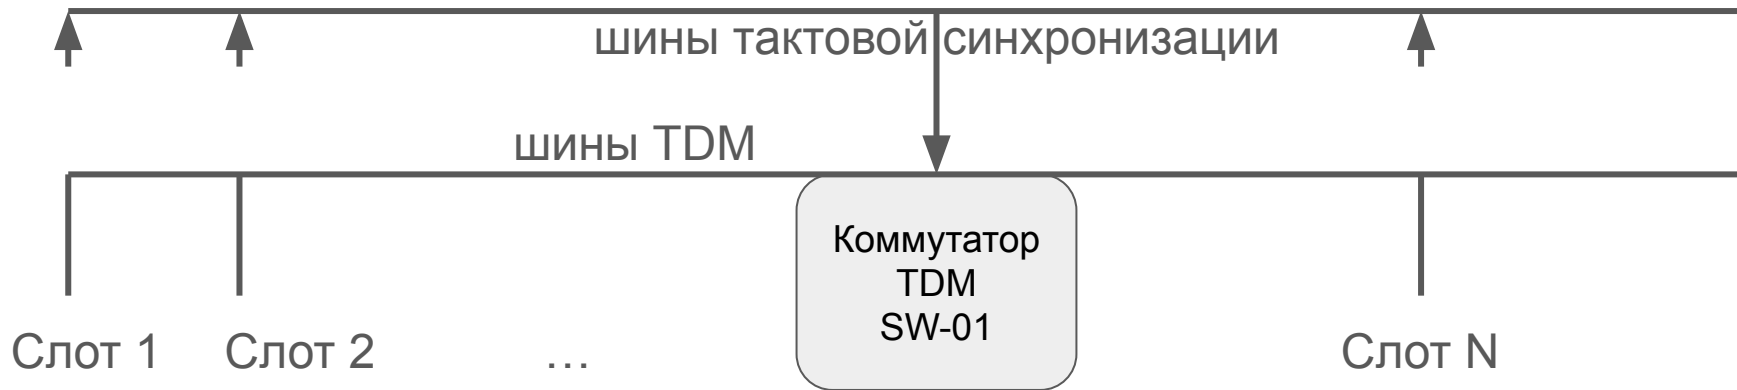 шины тактовой синхронизации
шины TDM
Коммутатор
TDM
SW-01
Слот 1
Слот 2
...
Слот N